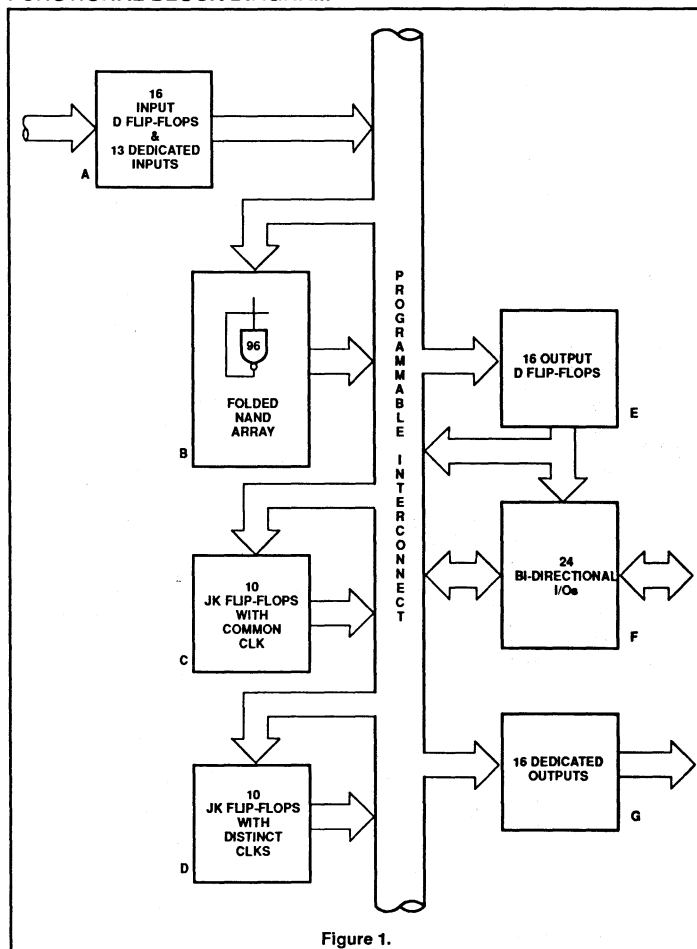 FUNCTIONAL BLOCK DIAGRAM
16
INPUT
D FLIP-FLOPS
&
13 DEDICATED
INPUTS
A
96
FOLDED
NAND
ARRAY
B
10
JK FLIP-FLOPS
WITH
COMMON
CLK
C
10
JK FLIP-FLOPS
WITH
DISTINCT
CLKS
D
PROGRAMMABLE INTERCONNECT
16 OUTPUT
D FLIP-FLOPS
E
24
BI-DIRECTIONAL
I/Os
F
16 DEDICATED
OUTPUTS
G
Figure 1.